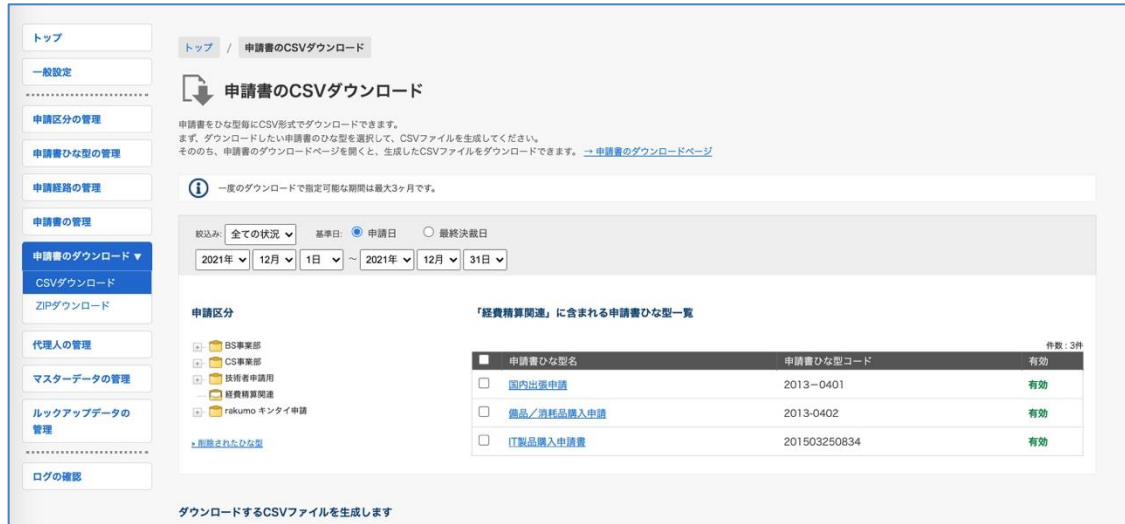 トップ
一般設定
申請区分の管理
申請書ひな型の管理
申請経路の管理
申請書の管理
申請書のダウンロード ▼
CSVダウンロード
ZIPダウンロード
代理人の管理
マスターデータの管理
ルックアップデータの
管理
ログの確認
トップ / 申請書のCSVダウンロード
申請書のCSVダウンロード
申請書をひな型毎にCSV形式でダウンロードできます。
まず、ダウンロードしたい申請書のひな型を選択して、CSVファイルを生成してください。
そののち、申請書のダウンロードページを開くと、生成したCSVファイルをダウンロードできます。 → 申請書のダウンロードページ
一度のダウンロードで指定可能な期間は最大3ヶ月です。
絞込み: 全ての状況 基準日: 申請日 最終決裁日
2021年 12月 1日 ~ 2021年 12月 31日
申請区分
BS事業部
CS事業部
技術者申請用
経費精算関連
rakumo キンタイ申請
▸ 削除されたひな型
「経費精算関連」に含まれる申請書ひな型一覧
件数 : 3件
申請書ひな型名 申請書ひな型コード 有効
国内出張申請 2013−0401 有効
備品／消耗品購入申請 2013-0402 有効
IT製品購入申請書 201503250834 有効
ダウンロードするCSVファイルを生成します